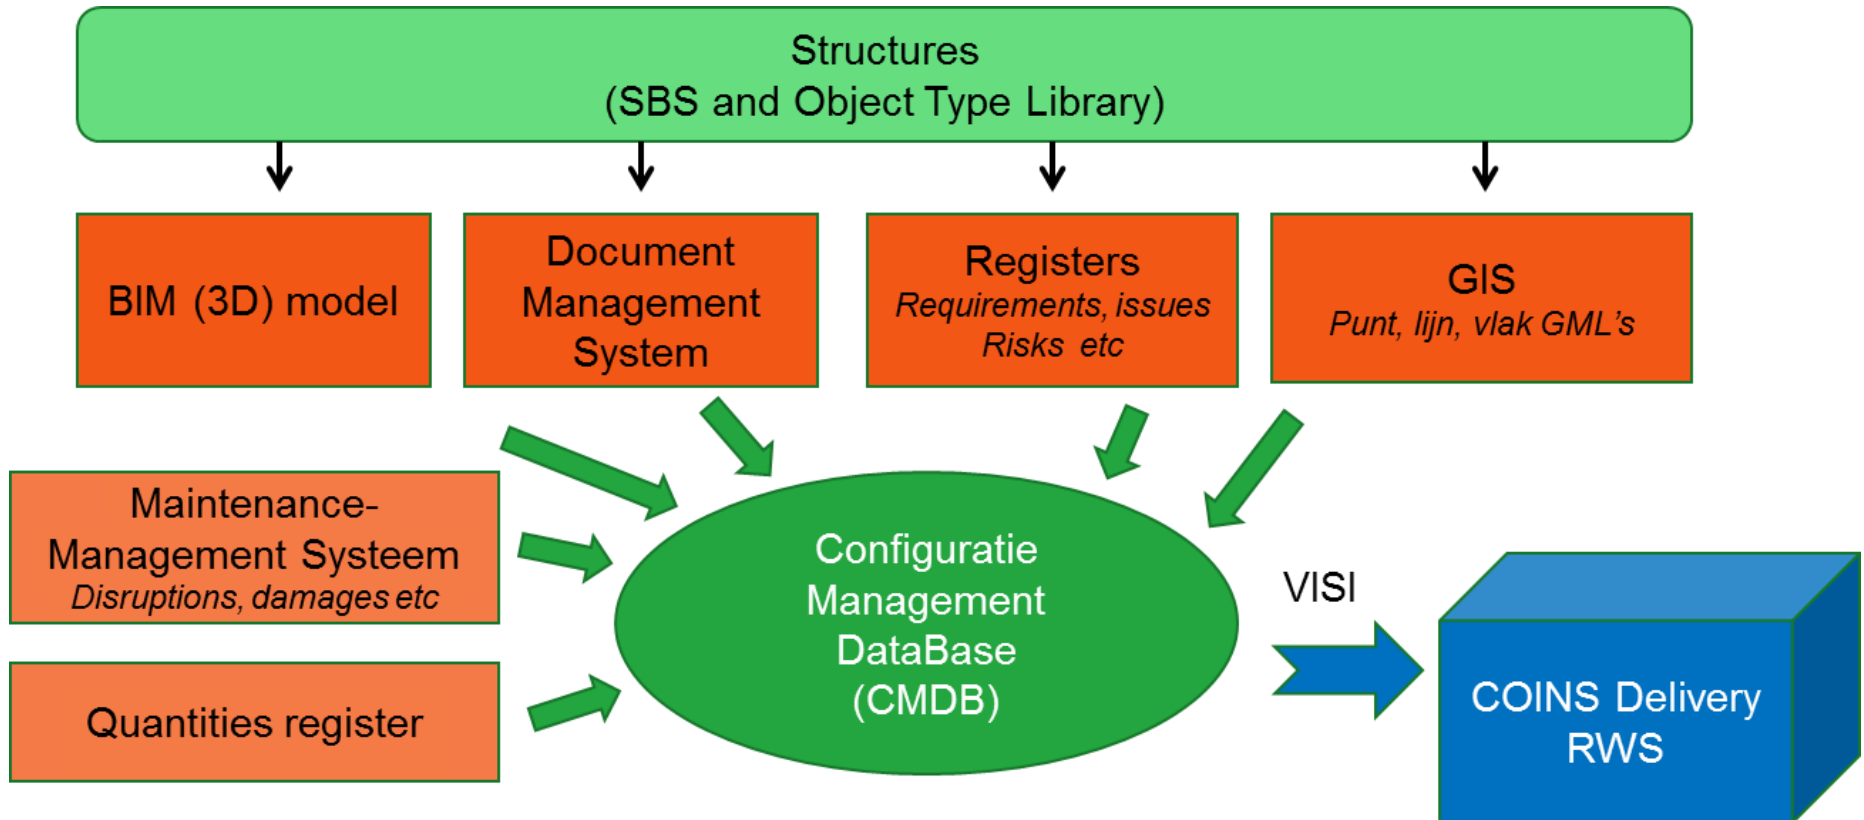 Structures
(SBS and Object Type Library)
BIM (3D) model
Document
Management
System
Registers
Requirements, issues
Risks etc
GIS
Punt, lijn, vlak GML's
Maintenance-
Management Systeem
Disruptions, damages etc
Quantities register
Configuratie
Management
DataBase
(CMDB)
VISI
COINS Delivery
RWS